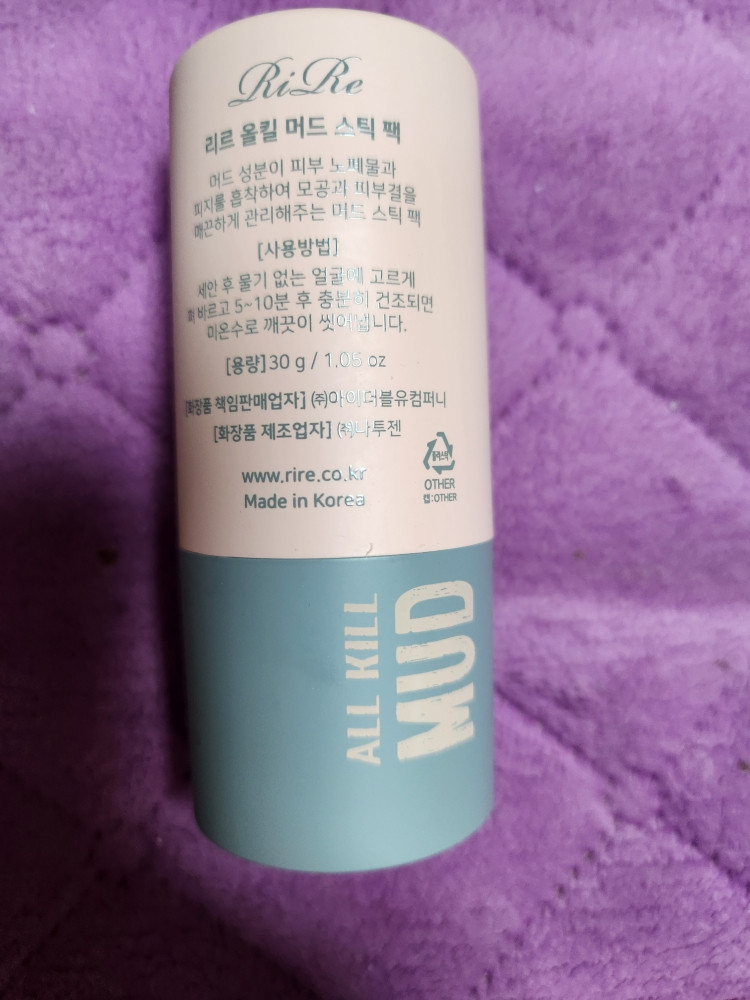 RiRe
리르 올킬 머드 스틱 팩
머드 성분이 피부 노폐물과
피지를 흡착하여 모공과 피부결을
매끈하게 관리해주는 머드 스틱 팩
[사용방법]
세안 후 물기 없는 얼굴에 고르게
펴 바르고 5~10분 후 충분히 건조되면
미온수로 깨끗이 씻어냅니다.
[용량]30 g / 1.05 oz
[화장품 책임판매업자] ㈜아이더블유컴퍼니
[화장품 제조업자] ㈜나투젠
www.rire.co.kr
Made in Korea
플라스틱
OTHER
캡:OTHER
ALL KILL
MUD